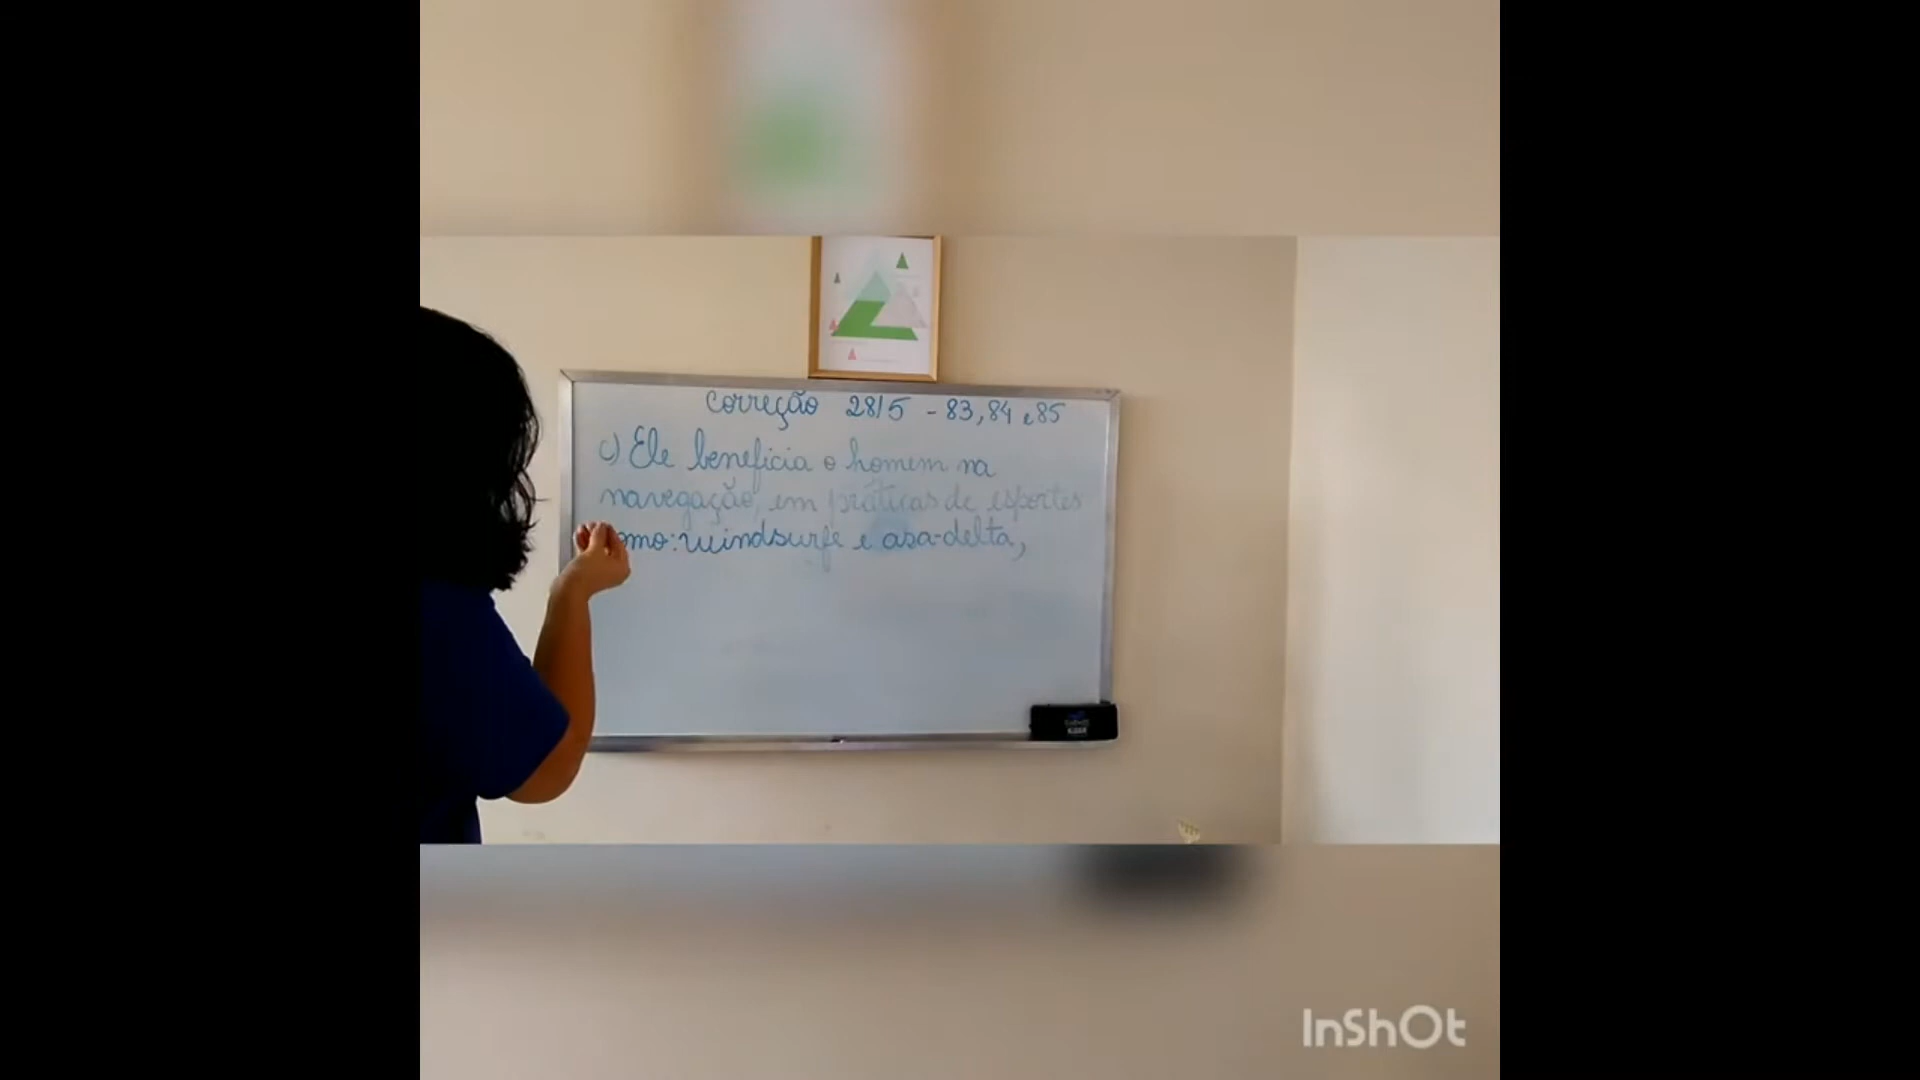 Correção 28/5 - 83, 84 e 85
c) Ele beneficia o homem na
navegação, em práticas de esportes
como: windsurfe e asa-delta,
InShOt